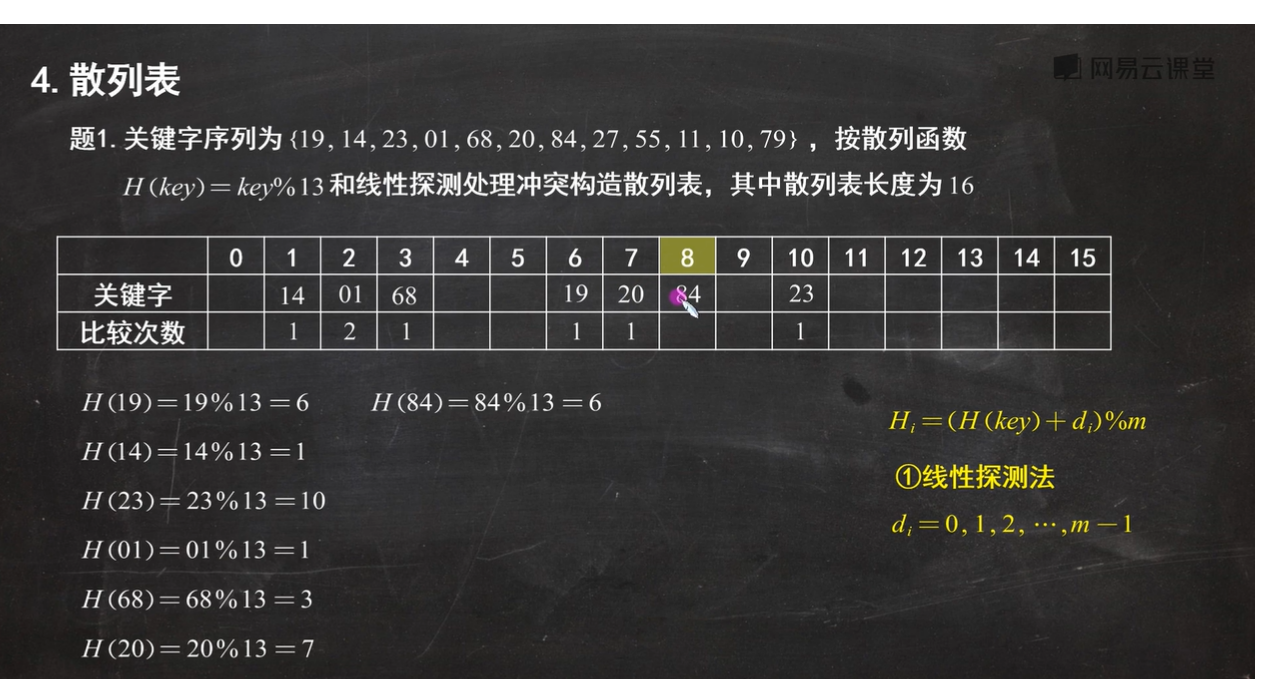 网易云课堂
4. 散列表
题1. 关键字序列为 {19, 14, 23, 01, 68, 20, 84, 27, 55, 11, 10, 79} ，按散列函数
H (key) = key% 13 和线性探测处理冲突构造散列表，其中散列表长度为 16
0 1 2 3 4 5 6 7 8 9 10 11 12 13 14 15
关键字 14 01 68 19 20 84 23
比较次数 1 2 1 1 1 1
H (19) = 19%13 = 6 H (84) = 84%13 = 6
H (14) = 14%13 = 1
H (23) = 23%13 = 10
H (01) = 01%13 = 1
H (68) = 68%13 = 3
H (20) = 20%13 = 7
Hᵢ = (H (key) + dᵢ)%m
①线性探测法
dᵢ = 0, 1, 2, ⋯, m − 1